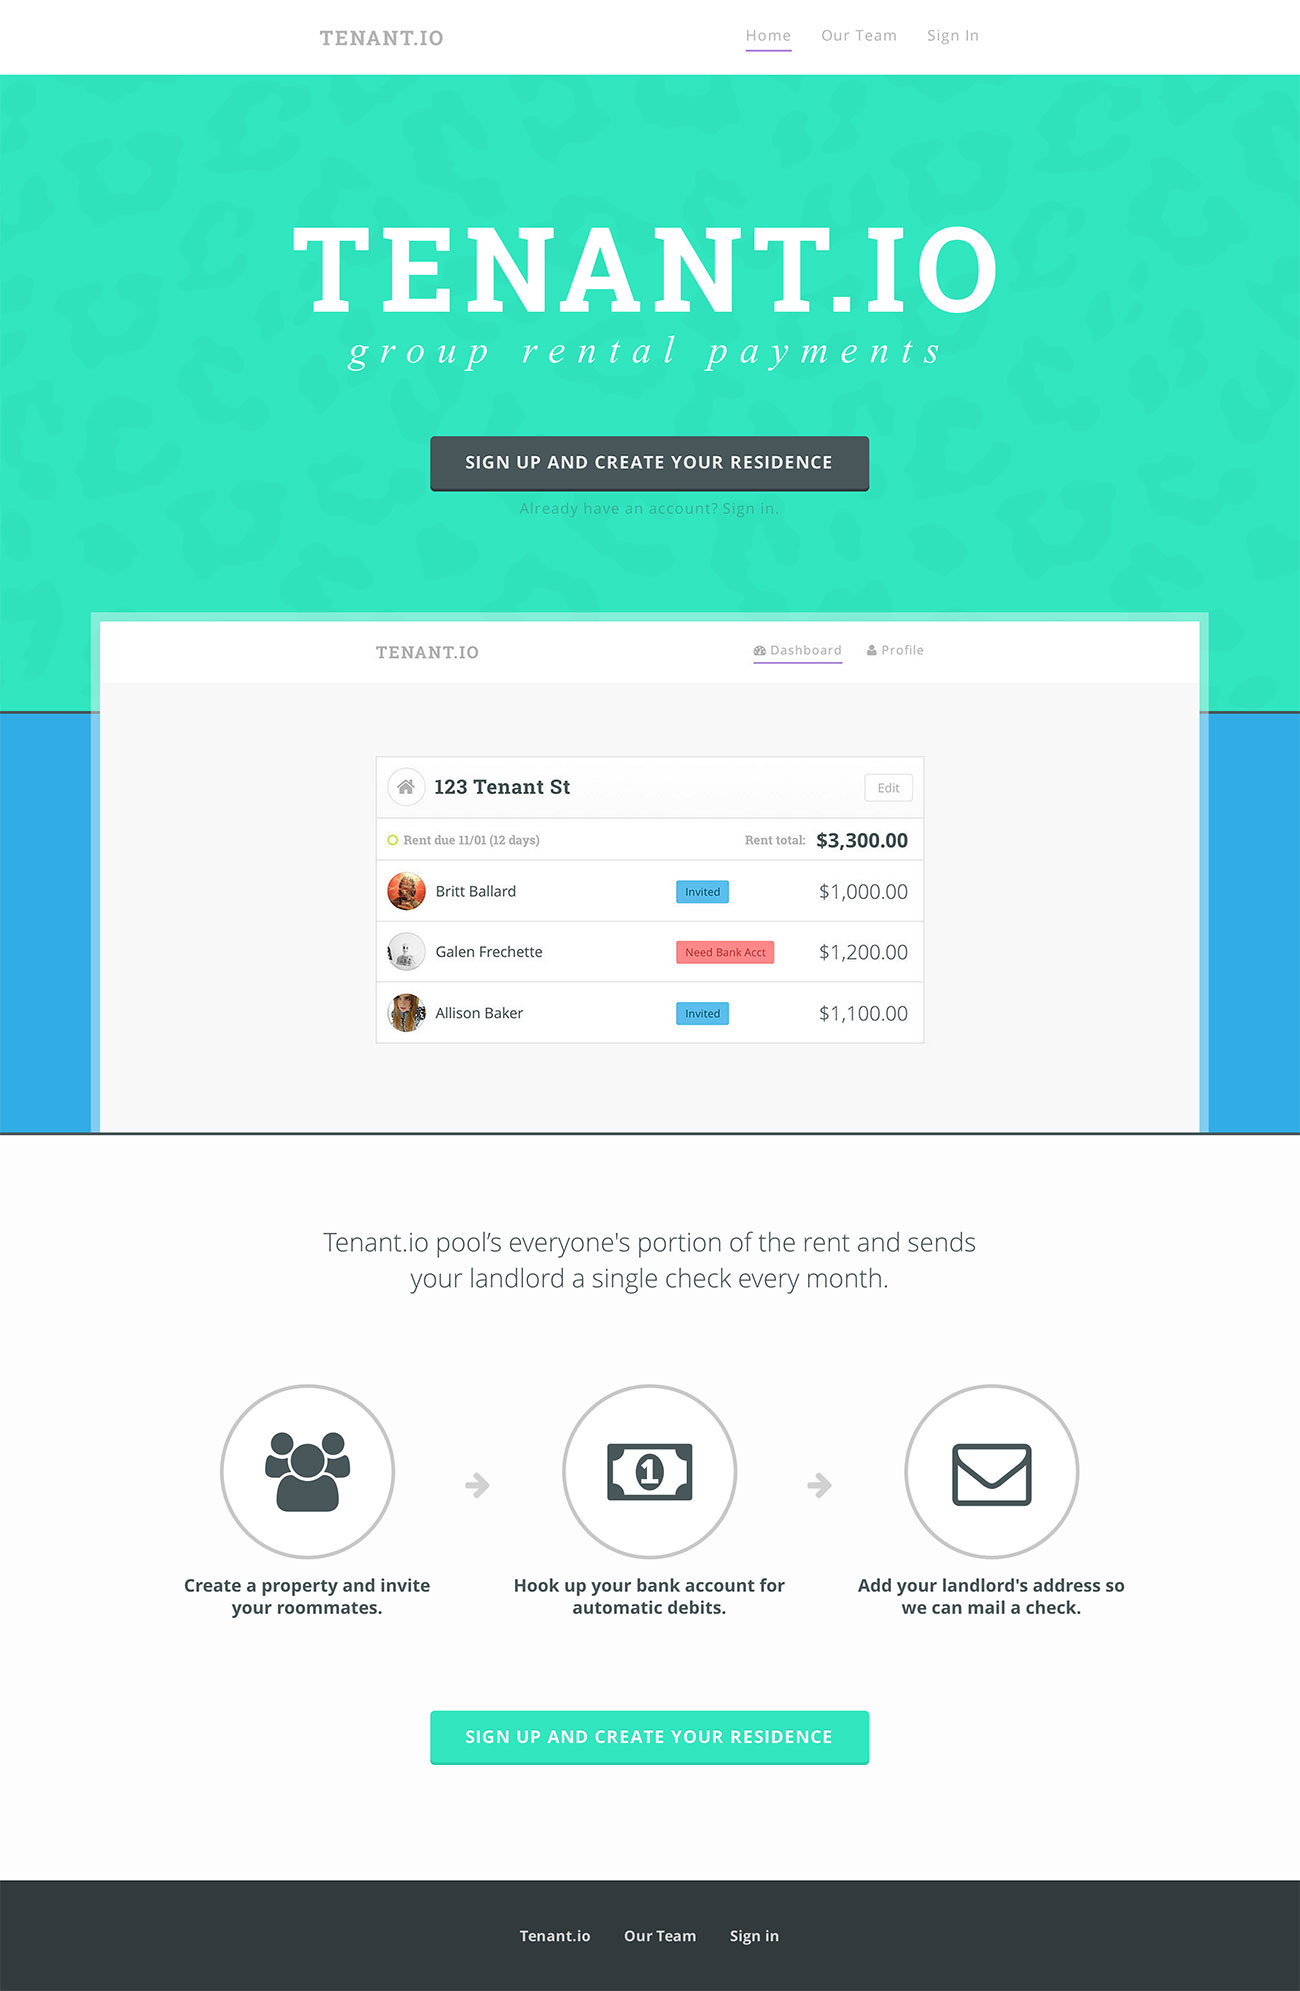 TENANT.IO
Home Our Team Sign In
TENANT.IO
group rental payments
SIGN UP AND CREATE YOUR RESIDENCE
Already have an account? Sign in.
TENANT.IO
Dashboard Profile
123 Tenant St Edit
Rent due 11/01 (12 days) Rent total: $3,300.00
Britt Ballard Invited $1,000.00
Galen Frechette Need Bank Acct $1,200.00
Allison Baker Invited $1,100.00
Tenant.io pool’s everyone's portion of the rent and sends
your landlord a single check every month.
1
Create a property and invite
your roommates.
Hook up your bank account for
automatic debits.
Add your landlord's address so
we can mail a check.
SIGN UP AND CREATE YOUR RESIDENCE
Tenant.io Our Team Sign in